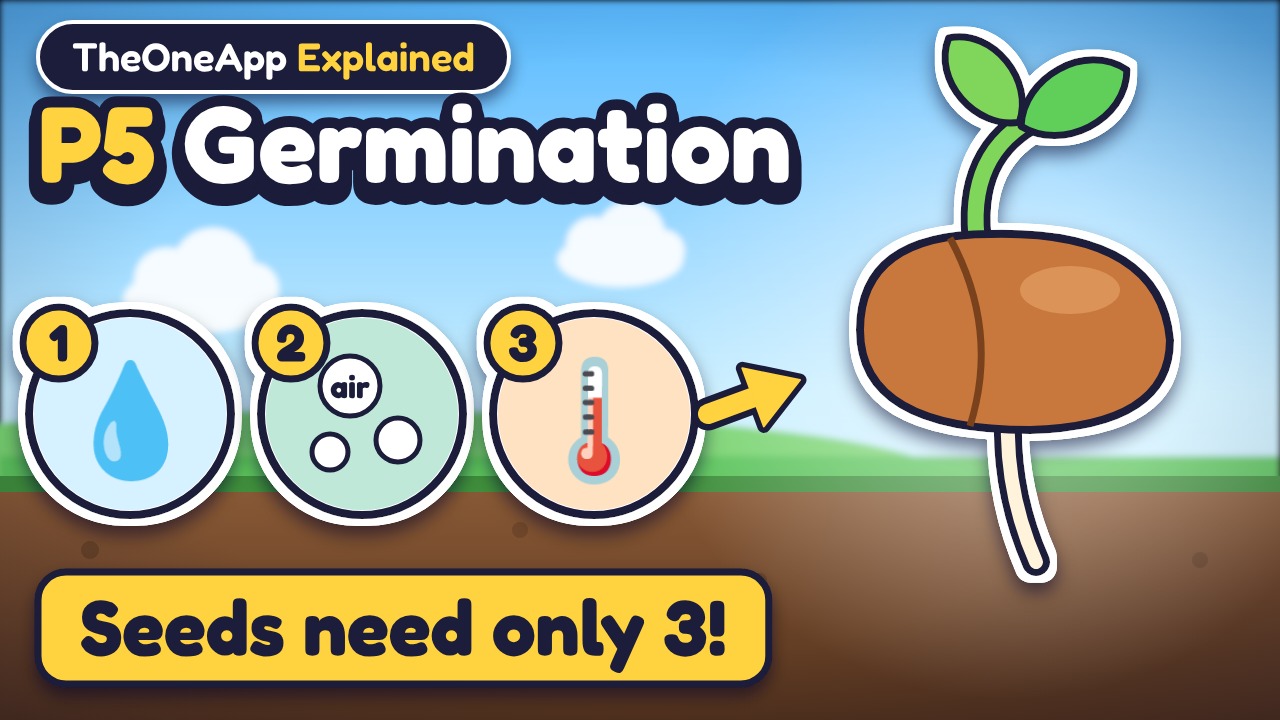 TheOneApp Explained
P5 Germination
1
2
3
air
Seeds need only 3!